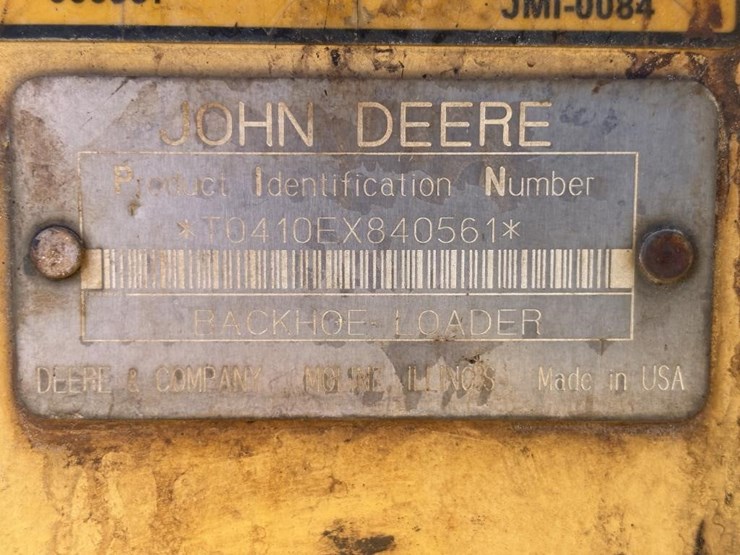 JMI-0084
JOHN DEERE
Product Identification Number
*T0410EX840561*
BACKHOE LOADER
DEERE & COMPANY MOLINE, ILLINOIS Made in USA